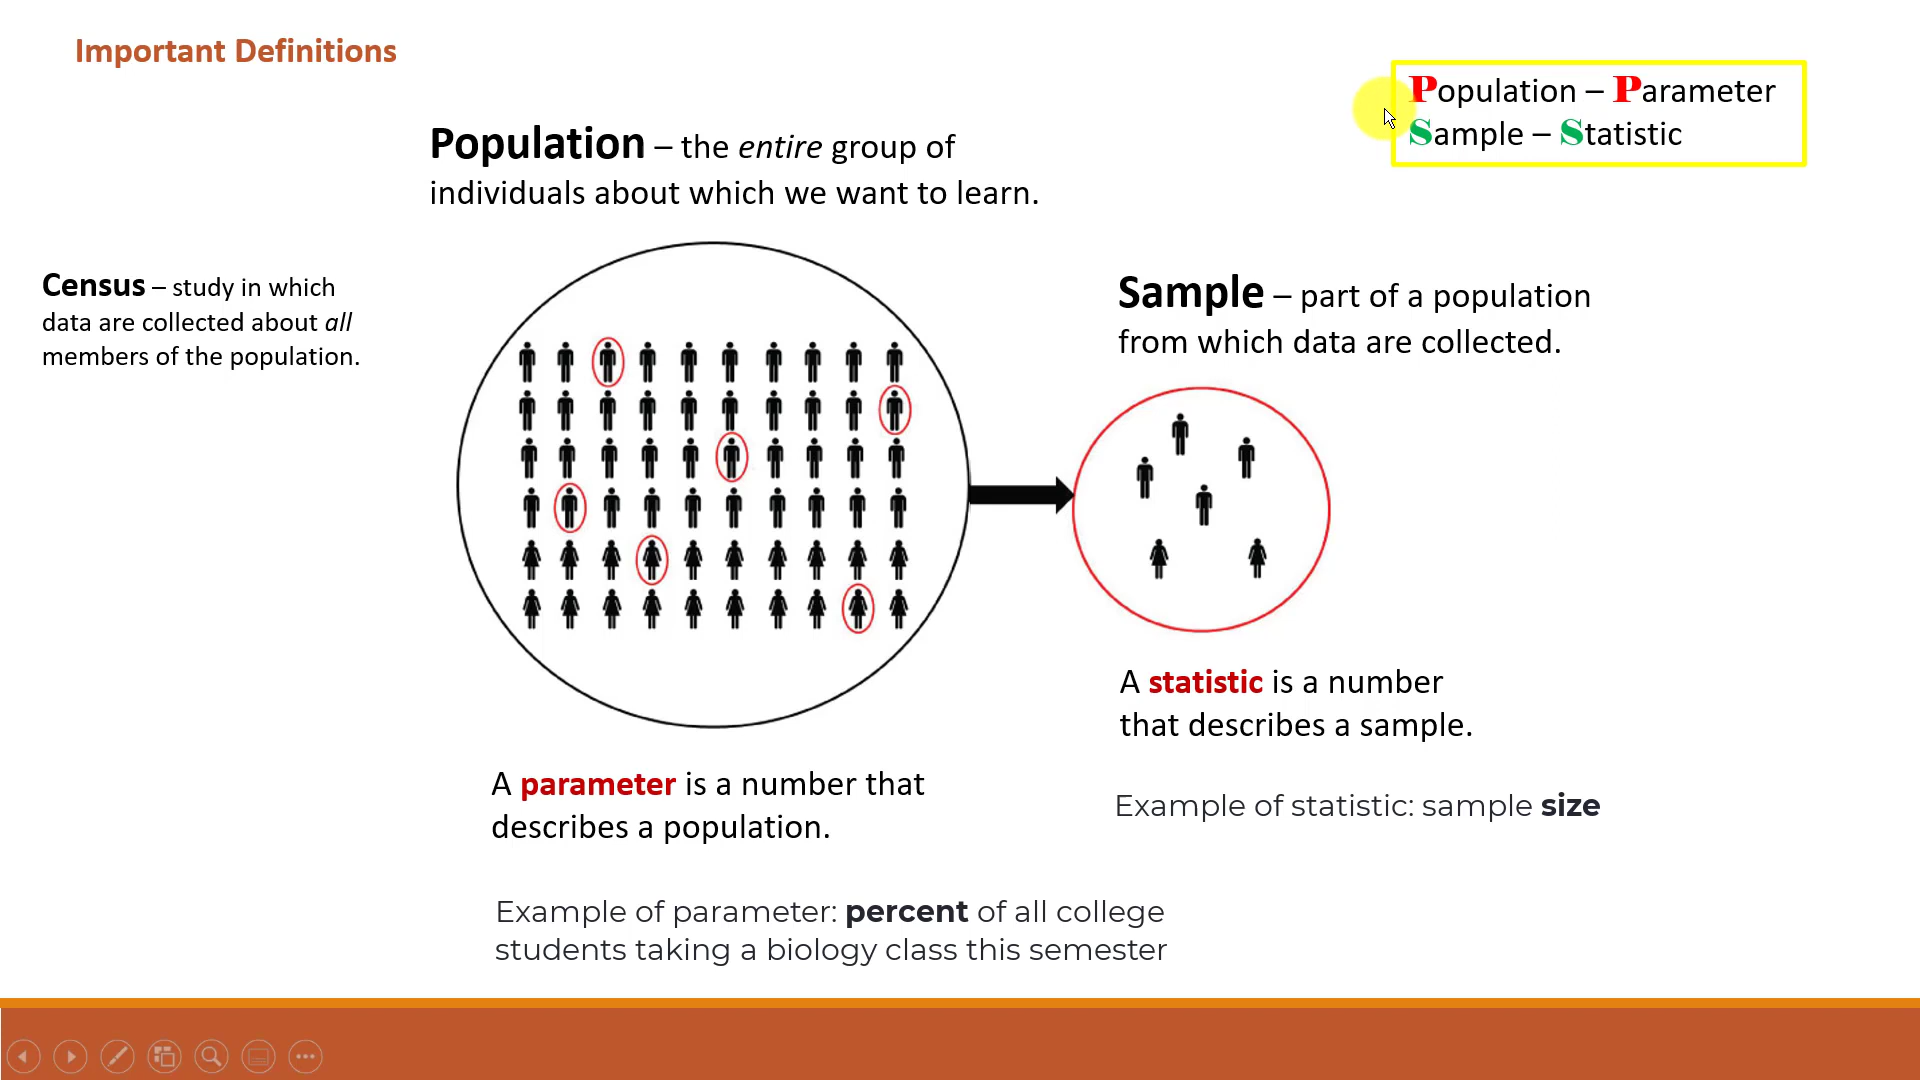 Important Definitions
Population – Parameter
Sample – Statistic
Population – the entire group of
individuals about which we want to learn.
Census – study in which
data are collected about all
members of the population.
Sample – part of a population
from which data are collected.
A statistic is a number
that describes a sample.
A parameter is a number that
describes a population.
Example of statistic: sample size
Example of parameter: percent of all college
students taking a biology class this semester